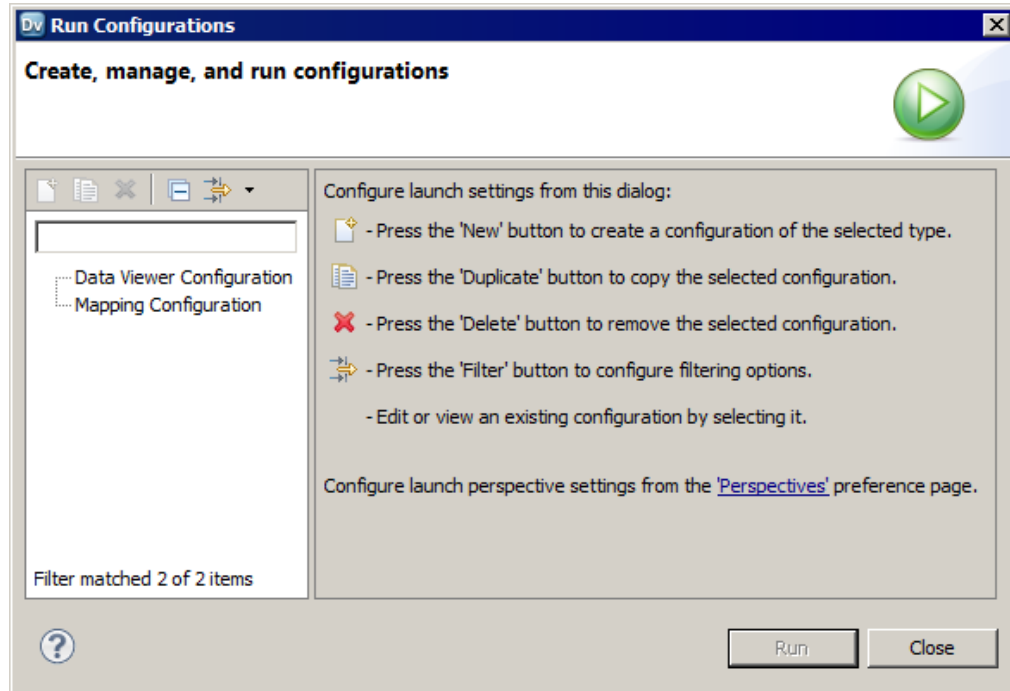 Dv Run Configurations
Create, manage, and run configurations
Configure launch settings from this dialog:
- Press the 'New' button to create a configuration of the selected type.
- Press the 'Duplicate' button to copy the selected configuration.
- Press the 'Delete' button to remove the selected configuration.
- Press the 'Filter' button to configure filtering options.
- Edit or view an existing configuration by selecting it.
Configure launch perspective settings from the 'Perspectives' preference page.
Data Viewer Configuration
Mapping Configuration
Filter matched 2 of 2 items
?
Run
Close